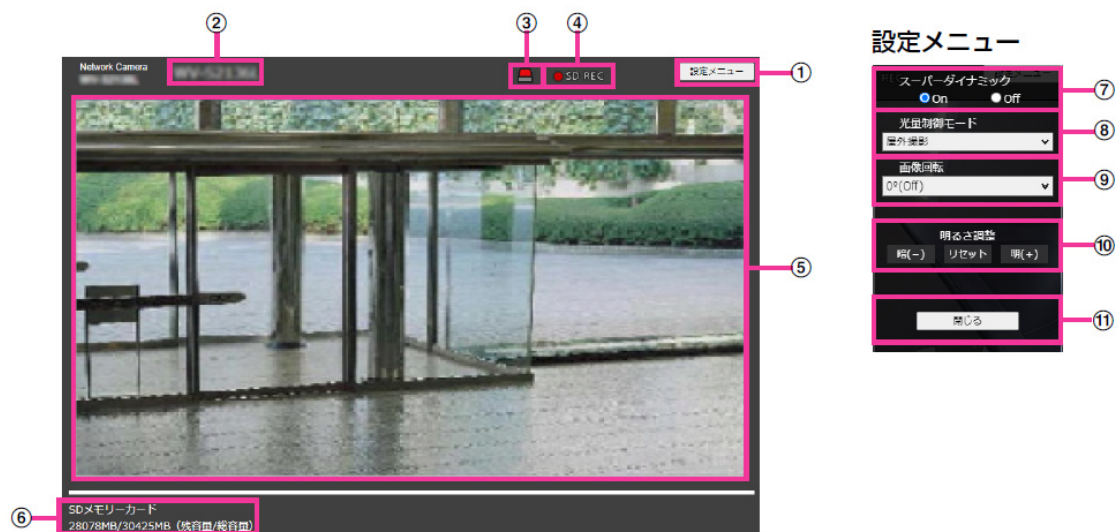 ②
③
④
設定メニュー
Network Camera
SD REC
設定メニュー
①
スーパーダイナミック
On
Off
⑦
光量制御モード
屋外撮影
⑧
画像回転
0°(Off)
⑨
⑤
明るさ調整
暗(-)
リセット
明(+)
⑩
閉じる
⑪
⑥
SDメモリーカード
28078MB/30425MB（残容量/総容量）